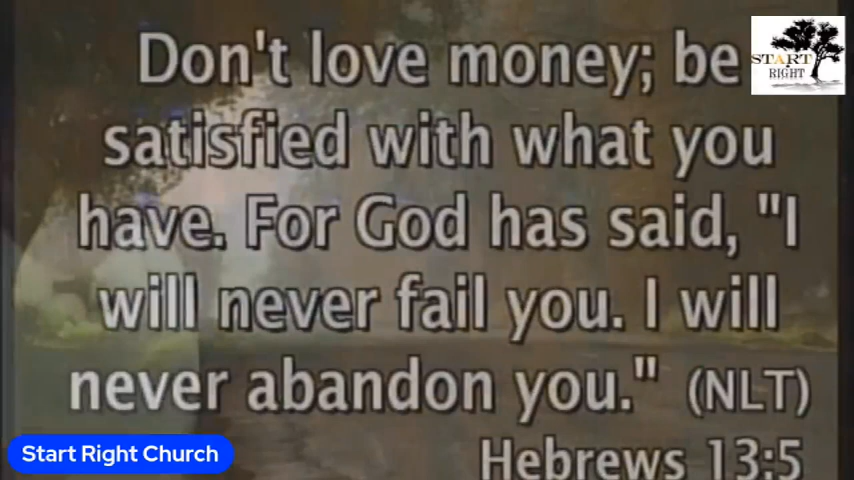 START
RIGHT
Don't love money; be
satisfied with what you
have. For God has said, "I
will never fail you. I will
never abandon you." (NLT)
Hebrews 13:5
Start Right Church